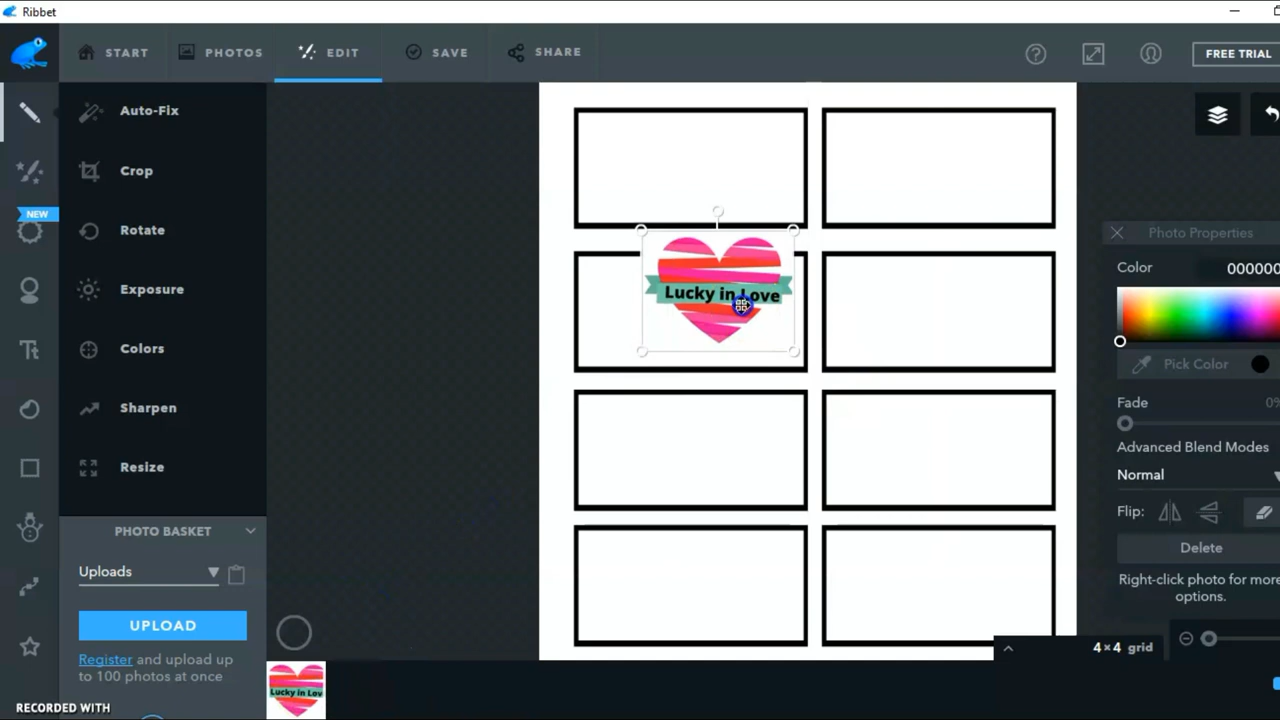 Ribbet
START
PHOTOS
EDIT
SAVE
SHARE
FREE TRIAL
Auto-Fix
Crop
NEW
Rotate
Exposure
Colors
Sharpen
Resize
Tt
Lucky in Love
Photo Properties
Color 000000
Pick Color
Fade 0%
Advanced Blend Modes
Normal
Flip:
Delete
Right-click photo for more
options.
4×4 grid
PHOTO BASKET
Uploads
UPLOAD
Register and upload up
to 100 photos at once
Lucky in Lov
RECORDED WITH